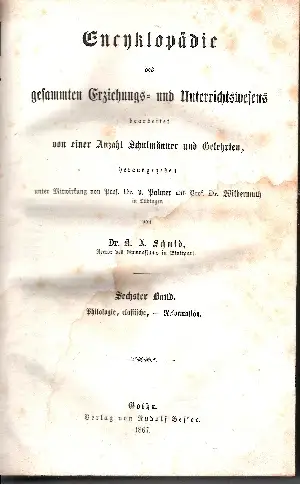 Encyklopädie
des
gesammten Erziehungs- und Unterrichtswesens
bearbeitet
von einer Anzahl Schulmänner und Gelehrten,
herausgegeben
unter Mitwirkung von Prof. Dr. v. Palmer und Prof. Dr. Wildermuth
in Tübingen
von
Dr. K. A. Schmid,
Rector des Gymnasiums in Stuttgart.
Sechster Band.
Philologie, classische, — Reformation.
Gotha.
Verlag von Rudolf Besser.
1867.